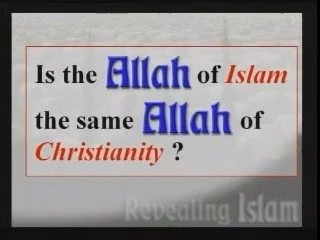 Is the Allah of Islam
the same Allah of
Christianity ?
Revealing Islam